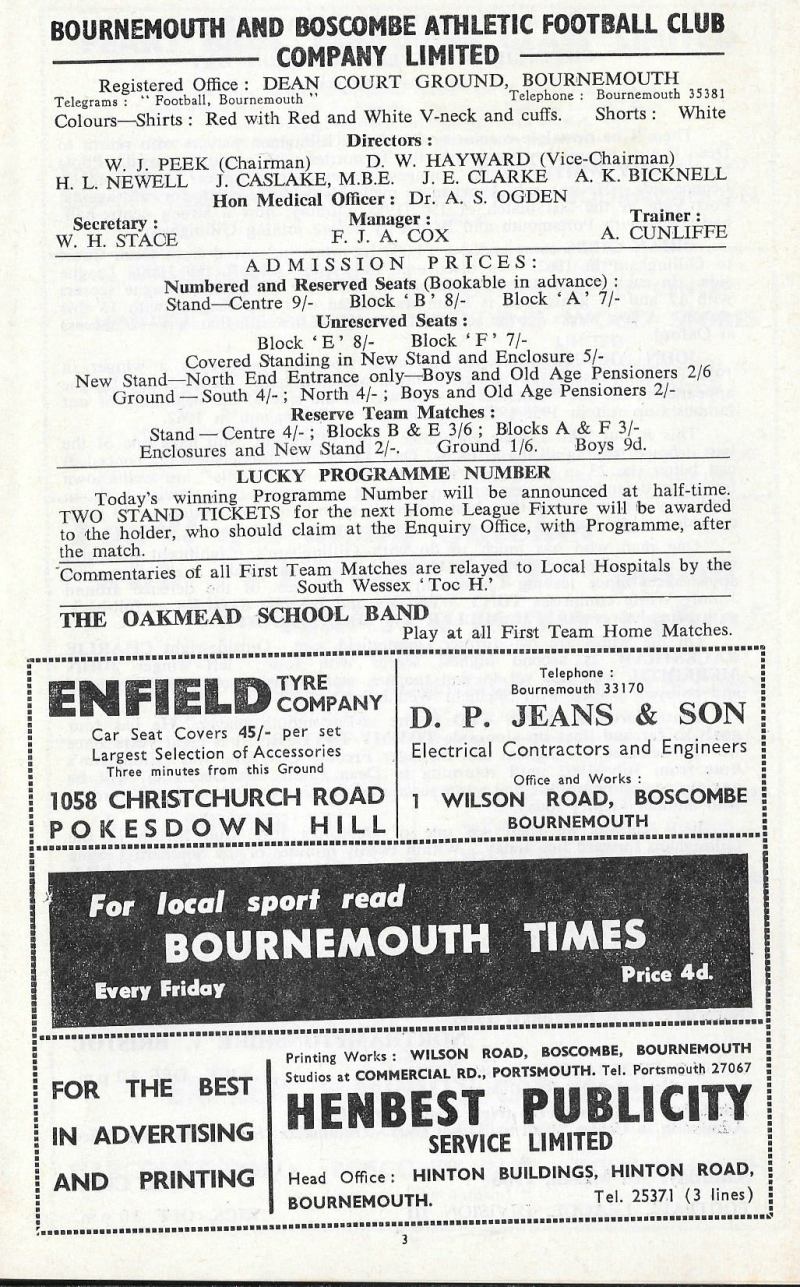 BOURNEMOUTH AND BOSCOMBE ATHLETIC FOOTBALL CLUB
COMPANY LIMITED
Registered Office : DEAN COURT GROUND, BOURNEMOUTH
Telegrams : " Football, Bournemouth " Telephone : Bournemouth 35381
Colours—Shirts : Red with Red and White V-neck and cuffs. Shorts : White
Directors :
W. J. PEEK (Chairman) D. W. HAYWARD (Vice-Chairman)
H. L. NEWELL J. CASLAKE, M.B.E. J. E. CLARKE A. K. BICKNELL
Hon Medical Officer : Dr. A. S. OGDEN
Secretary : Manager : Trainer :
W. H. STACE F. J. A. COX A. CUNLIFFE
ADMISSION PRICES:
Numbered and Reserved Seats (Bookable in advance) :
Stand—Centre 9/- Block ' B ' 8/- Block ' A ' 7/-
Unreserved Seats :
Block ' E ' 8/- Block ' F ' 7/-
Covered Standing in New Stand and Enclosure 5/-
New Stand—North End Entrance only—Boys and Old Age Pensioners 2/6
Ground — South 4/- ; North 4/- ; Boys and Old Age Pensioners 2/-
Reserve Team Matches :
Stand — Centre 4/- ; Blocks B & E 3/6 ; Blocks A & F 3/-
Enclosures and New Stand 2/-. Ground 1/6. Boys 9d.
LUCKY PROGRAMME NUMBER
Today's winning Programme Number will be announced at half-time.
TWO STAND TICKETS for the next Home League Fixture will be awarded
to the holder, who should claim at the Enquiry Office, with Programme, after
the match.
Commentaries of all First Team Matches are relayed to Local Hospitals by the
South Wessex ' Toc H.'
THE OAKMEAD SCHOOL BAND
Play at all First Team Home Matches.
ENFIELD TYRE COMPANY
Car Seat Covers 45/- per set
Largest Selection of Accessories
Three minutes from this Ground
1058 CHRISTCHURCH ROAD
POKESDOWN HILL
Telephone :
Bournemouth 33170
D. P. JEANS & SON
Electrical Contractors and Engineers
Office and Works :
1 WILSON ROAD, BOSCOMBE
BOURNEMOUTH
For local sport read
BOURNEMOUTH TIMES
Every Friday Price 4d.
FOR THE BEST
IN ADVERTISING
AND PRINTING
Printing Works : WILSON ROAD, BOSCOMBE, BOURNEMOUTH
Studios at COMMERCIAL RD., PORTSMOUTH. Tel. Portsmouth 27067
HENBEST PUBLICITY
SERVICE LIMITED
Head Office : HINTON BUILDINGS, HINTON ROAD,
BOURNEMOUTH. Tel. 25371 (3 lines)
3